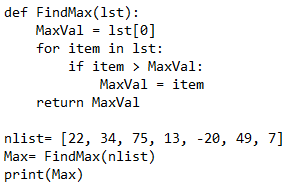 def FindMax(lst):
    MaxVal = lst[0]
    for item in lst:
        if item > MaxVal:
            MaxVal = item
    return MaxVal

nlist= [22, 34, 75, 13, -20, 49, 7]
Max= FindMax(nlist)
print(Max)